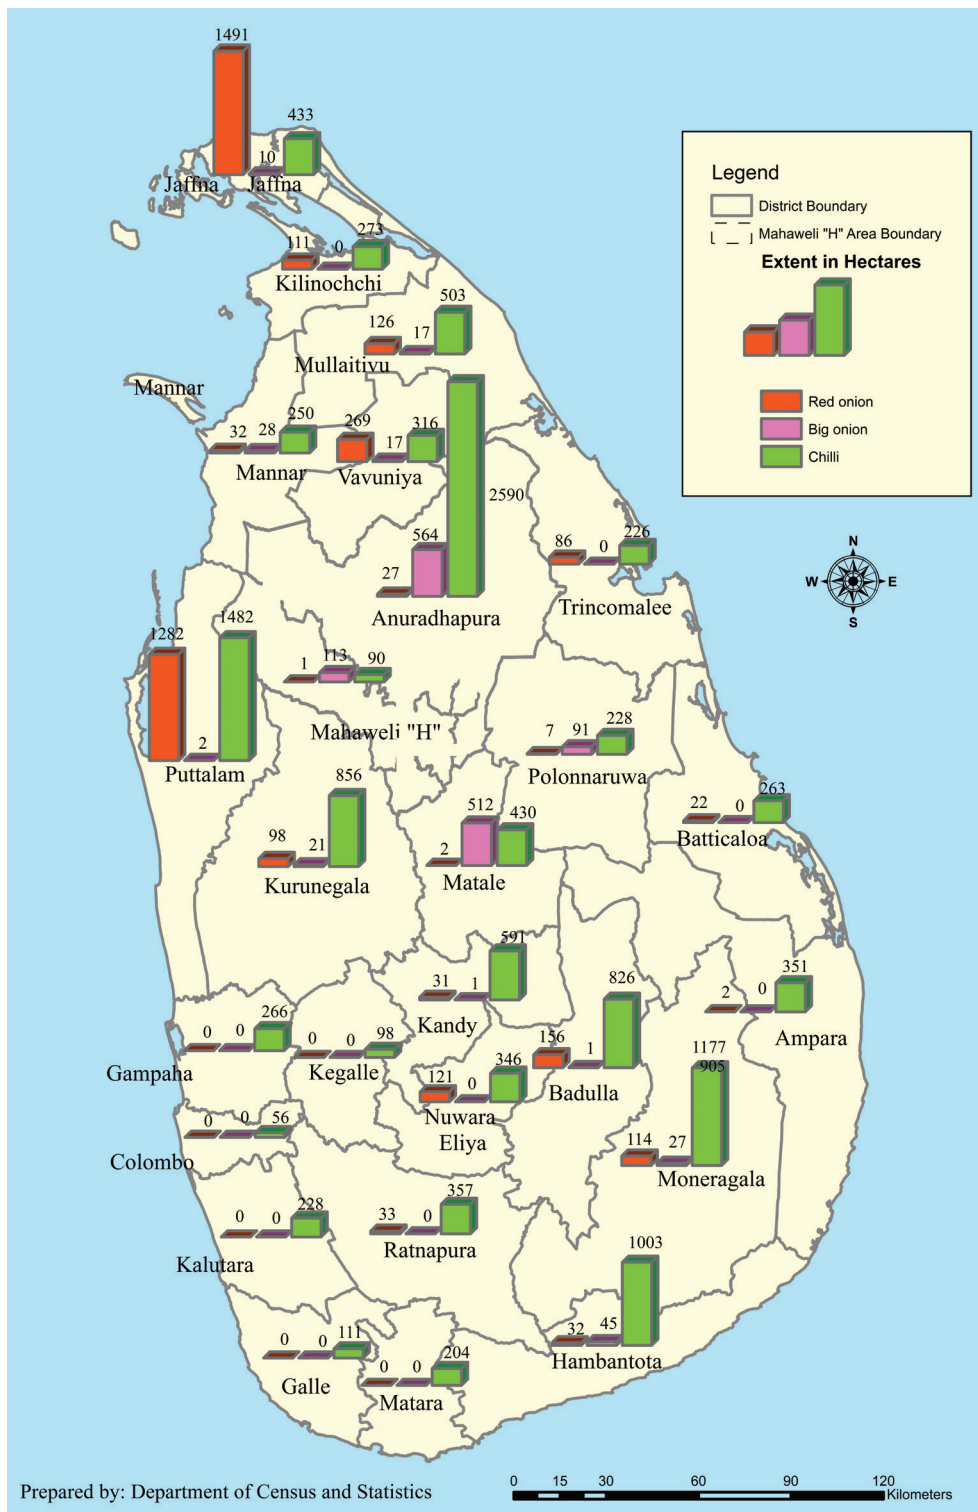 1491
10
433
Jaffna
Jaffna
111
0
273
Kilinochchi
126
17
503
Mullaitivu
Mannar
32
28
250
Mannar
269
17
316
Vavuniya
27
564
2590
Anuradhapura
86
0
226
Trincomalee
1282
2
1482
Puttalam
1
113
90
Mahaweli "H"
7
91
228
Polonnaruwa
22
0
263
Batticaloa
98
21
856
Kurunegala
2
512
430
Matale
31
1
591
Kandy
2
0
351
Ampara
0
0
266
Gampaha
0
0
98
Kegalle
121
0
346
Nuwara
Eliya
156
1
826
Badulla
114
27
1177
905
Moneragala
0
0
56
Colombo
0
0
228
Kalutara
33
0
357
Ratnapura
32
45
1003
Hambantota
0
0
111
Galle
0
0
204
Matara
Legend
District Boundary
Mahaweli "H" Area Boundary
Extent in Hectares
Red onion
Big onion
Chilli
N
W E
S
Prepared by: Department of Census and Statistics
0 15 30 60 90 120
Kilometers